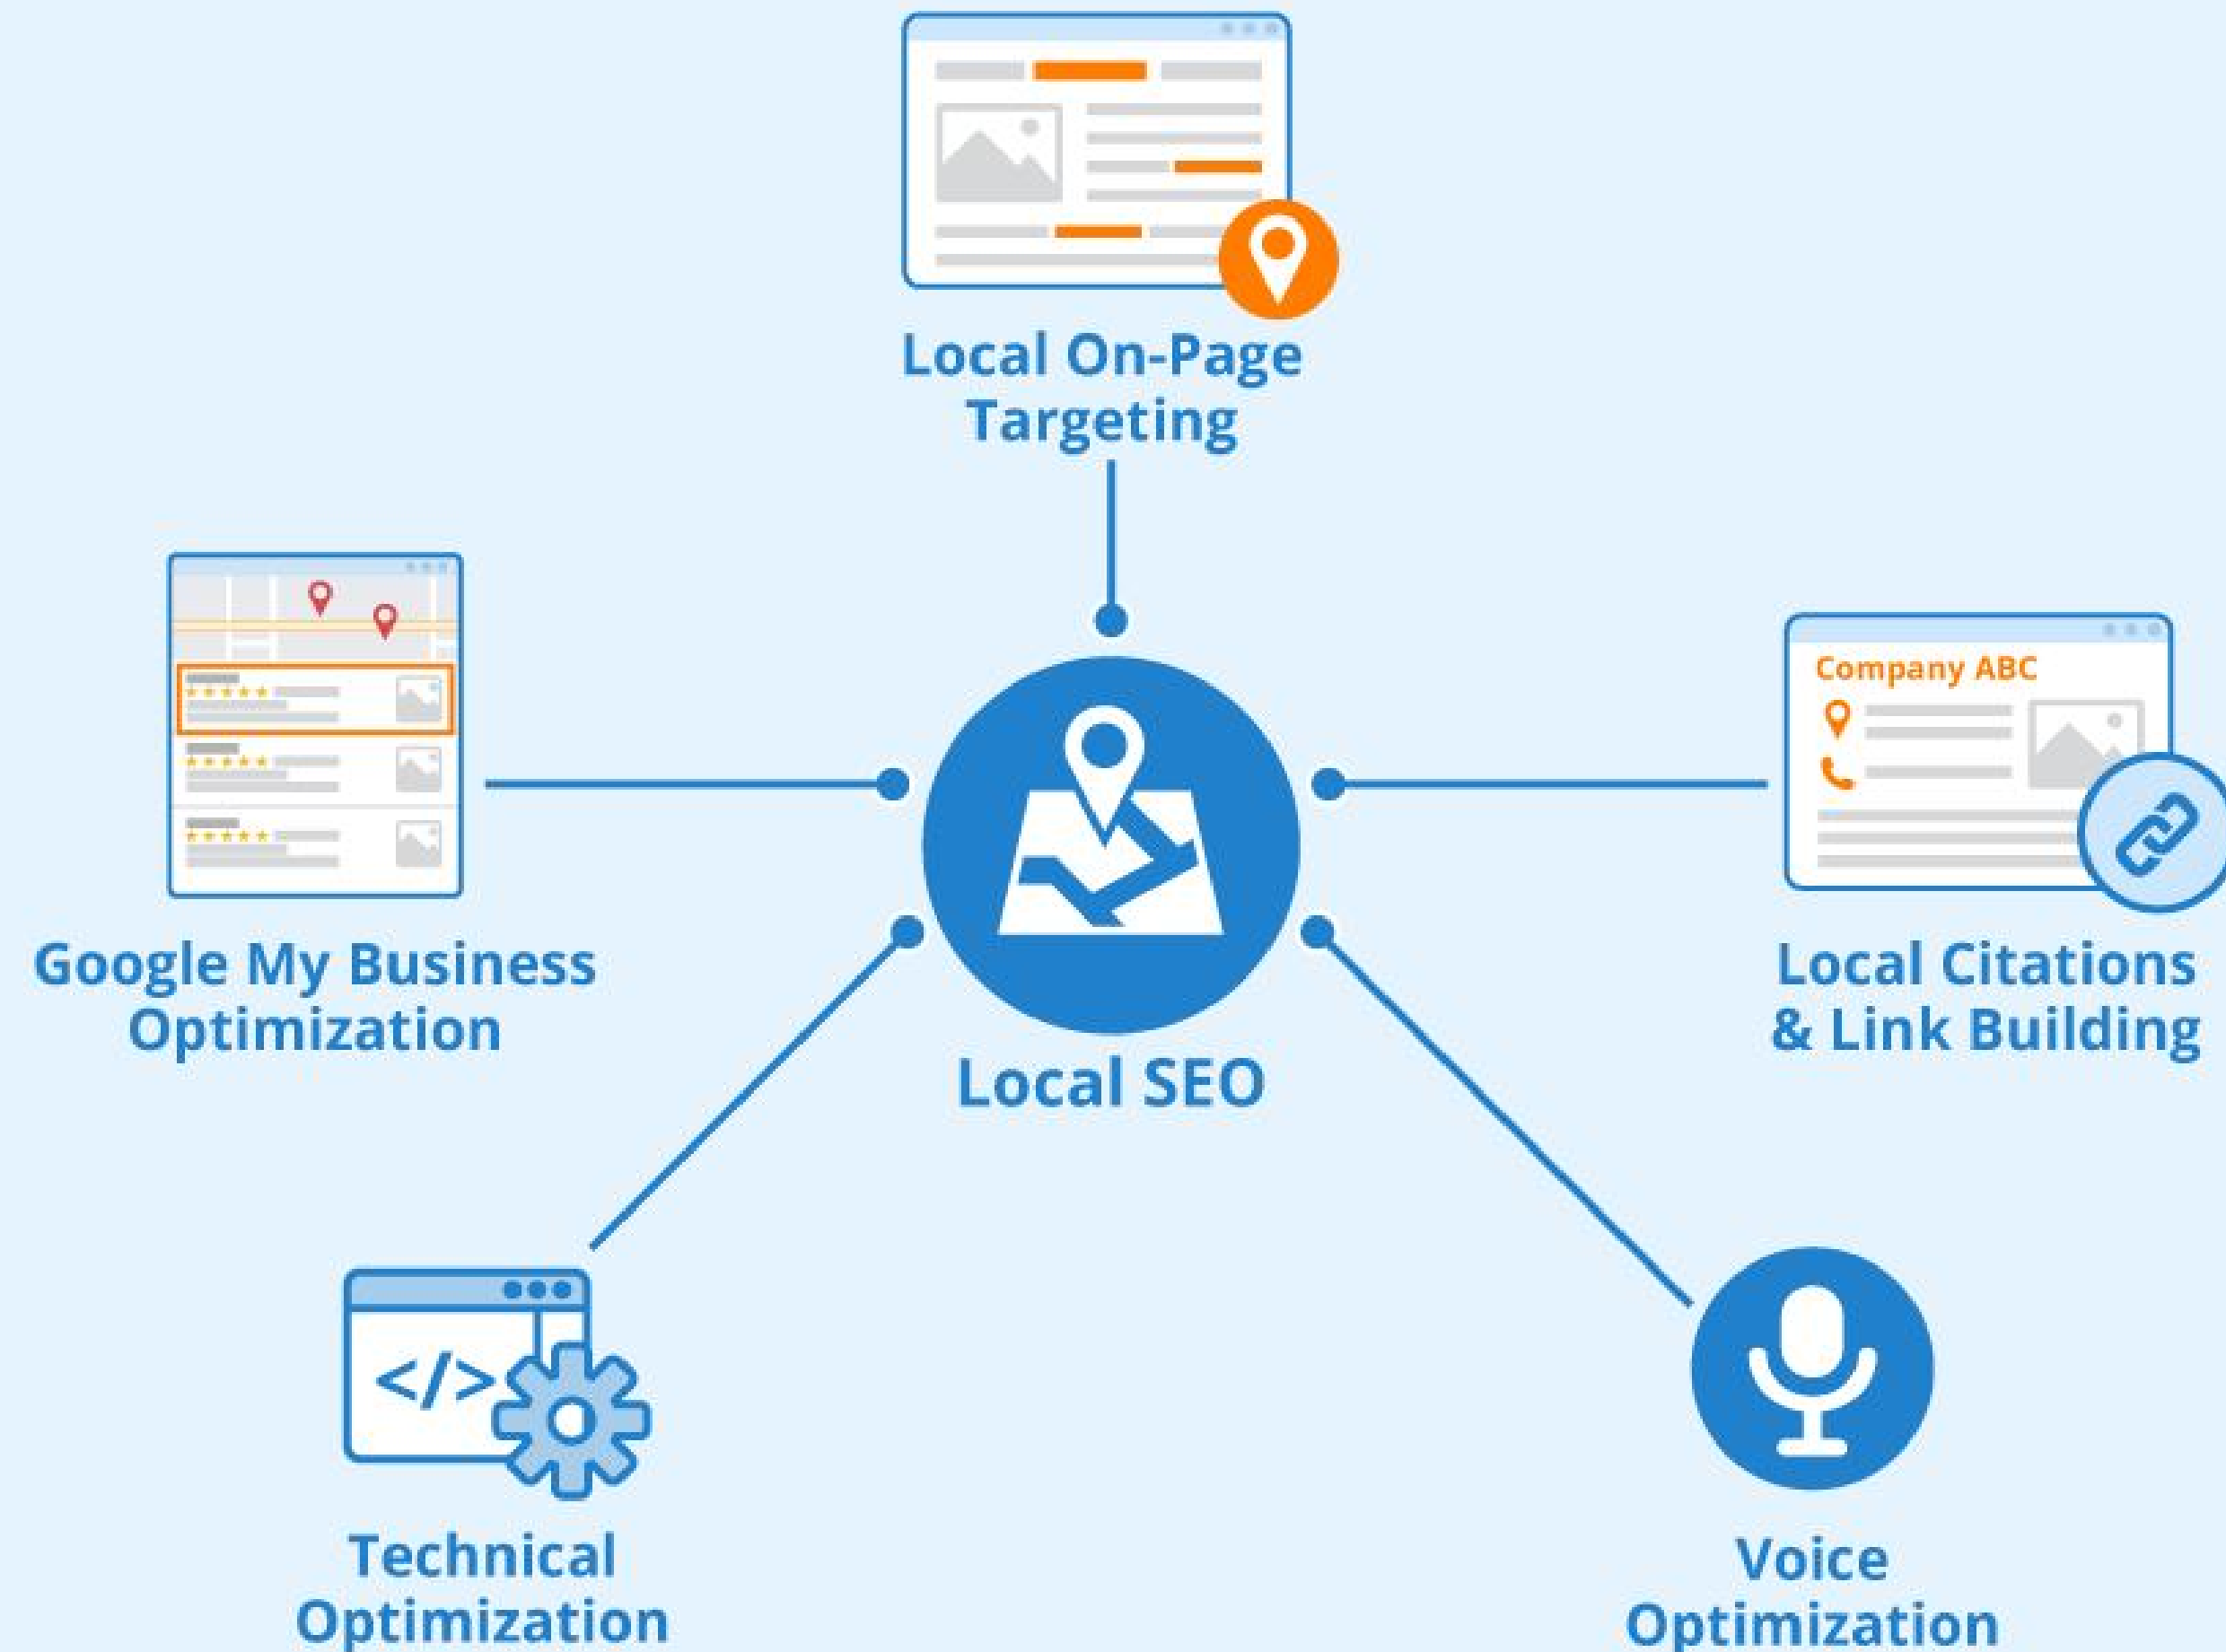 Local On-Page
Targeting
Company ABC
Google My Business
Optimization
Local Citations
& Link Building
Local SEO
</>
Technical
Optimization
Voice
Optimization